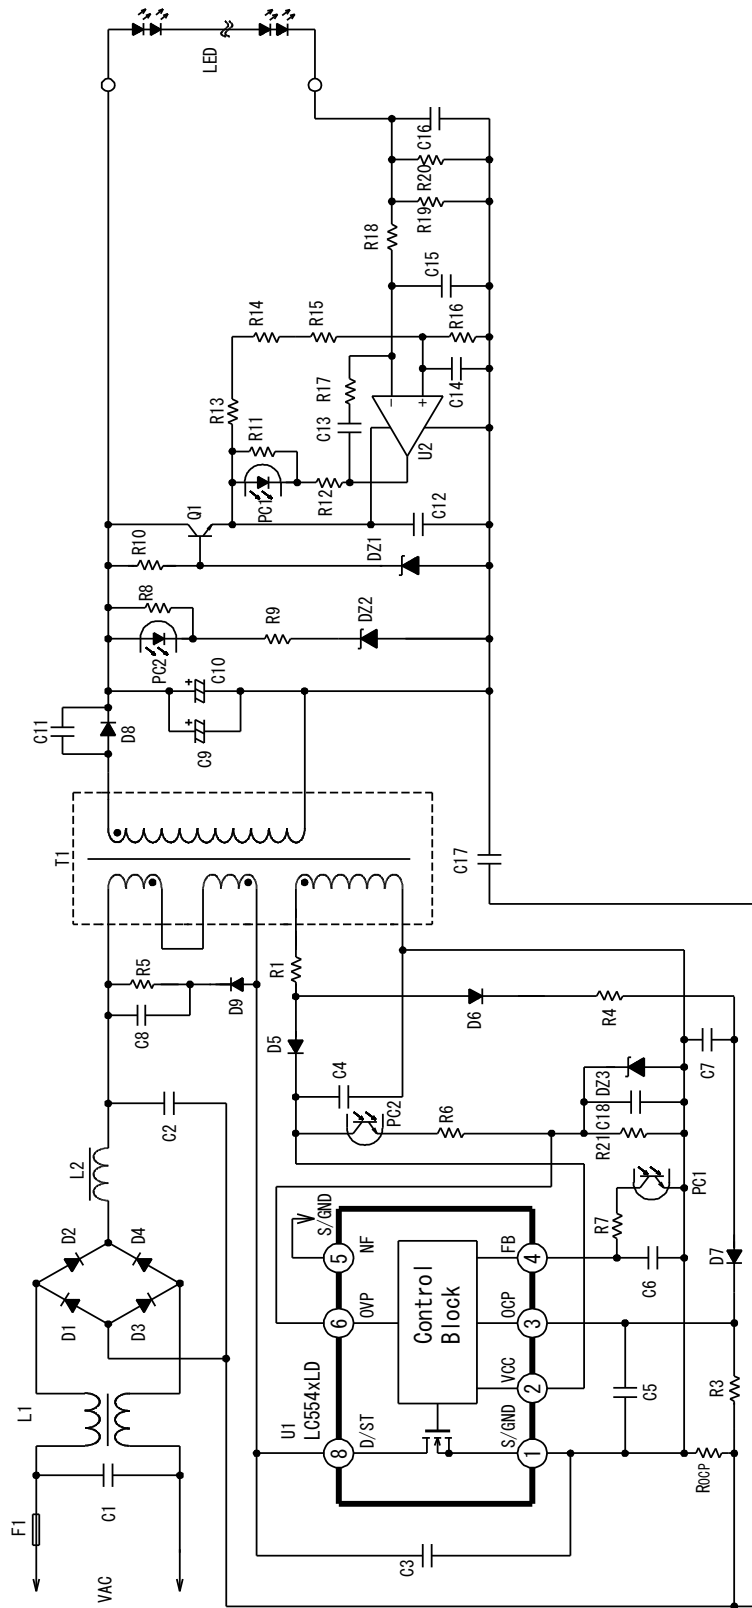 VAC
F1
C1
L1
D1
D2
D3
D4
L2
C2
C8
R5
D9
T1
C11
D8
C9
C10
PC2
R8
R9
DZ2
R10
Q1
DZ1
C12
PC1
R11
R12
R13
R14
R15
C13
R17
U2
-
+
C14
R16
C15
R18
R19
R20
C16
LED
C17
R1
D5
D6
R4
C4
PC2
R6
R21
C18
DZ3
C7
PC1
R7
C6
D7
C5
R3
ROCP
C3
U1
LC554xLD
8
D/ST
6
OVP
5
NF
S/GND
Control
Block
1
S/GND
2
VCC
3
OCP
4
FB
+
+